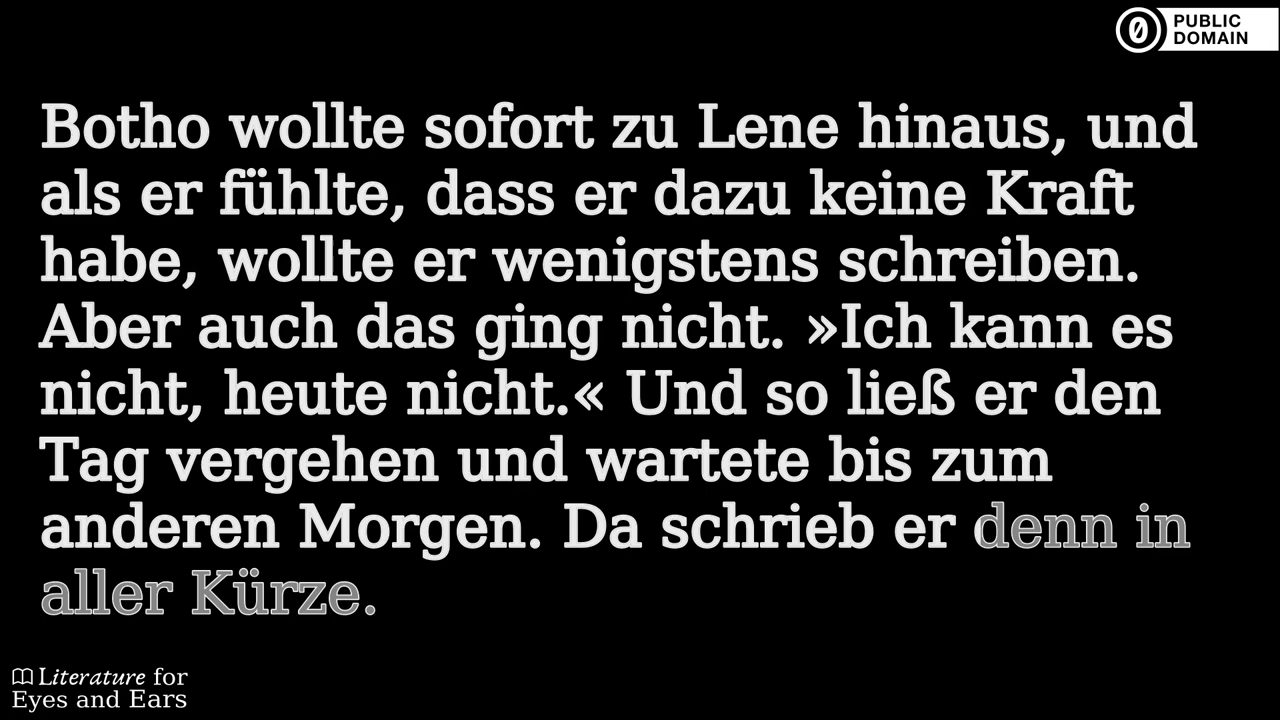 PUBLIC
DOMAIN
Botho wollte sofort zu Lene hinaus, und
als er fühlte, dass er dazu keine Kraft
habe, wollte er wenigstens schreiben.
Aber auch das ging nicht. »Ich kann es
nicht, heute nicht.« Und so ließ er den
Tag vergehen und wartete bis zum
anderen Morgen. Da schrieb er denn in
aller Kürze.
Literature for
Eyes and Ears